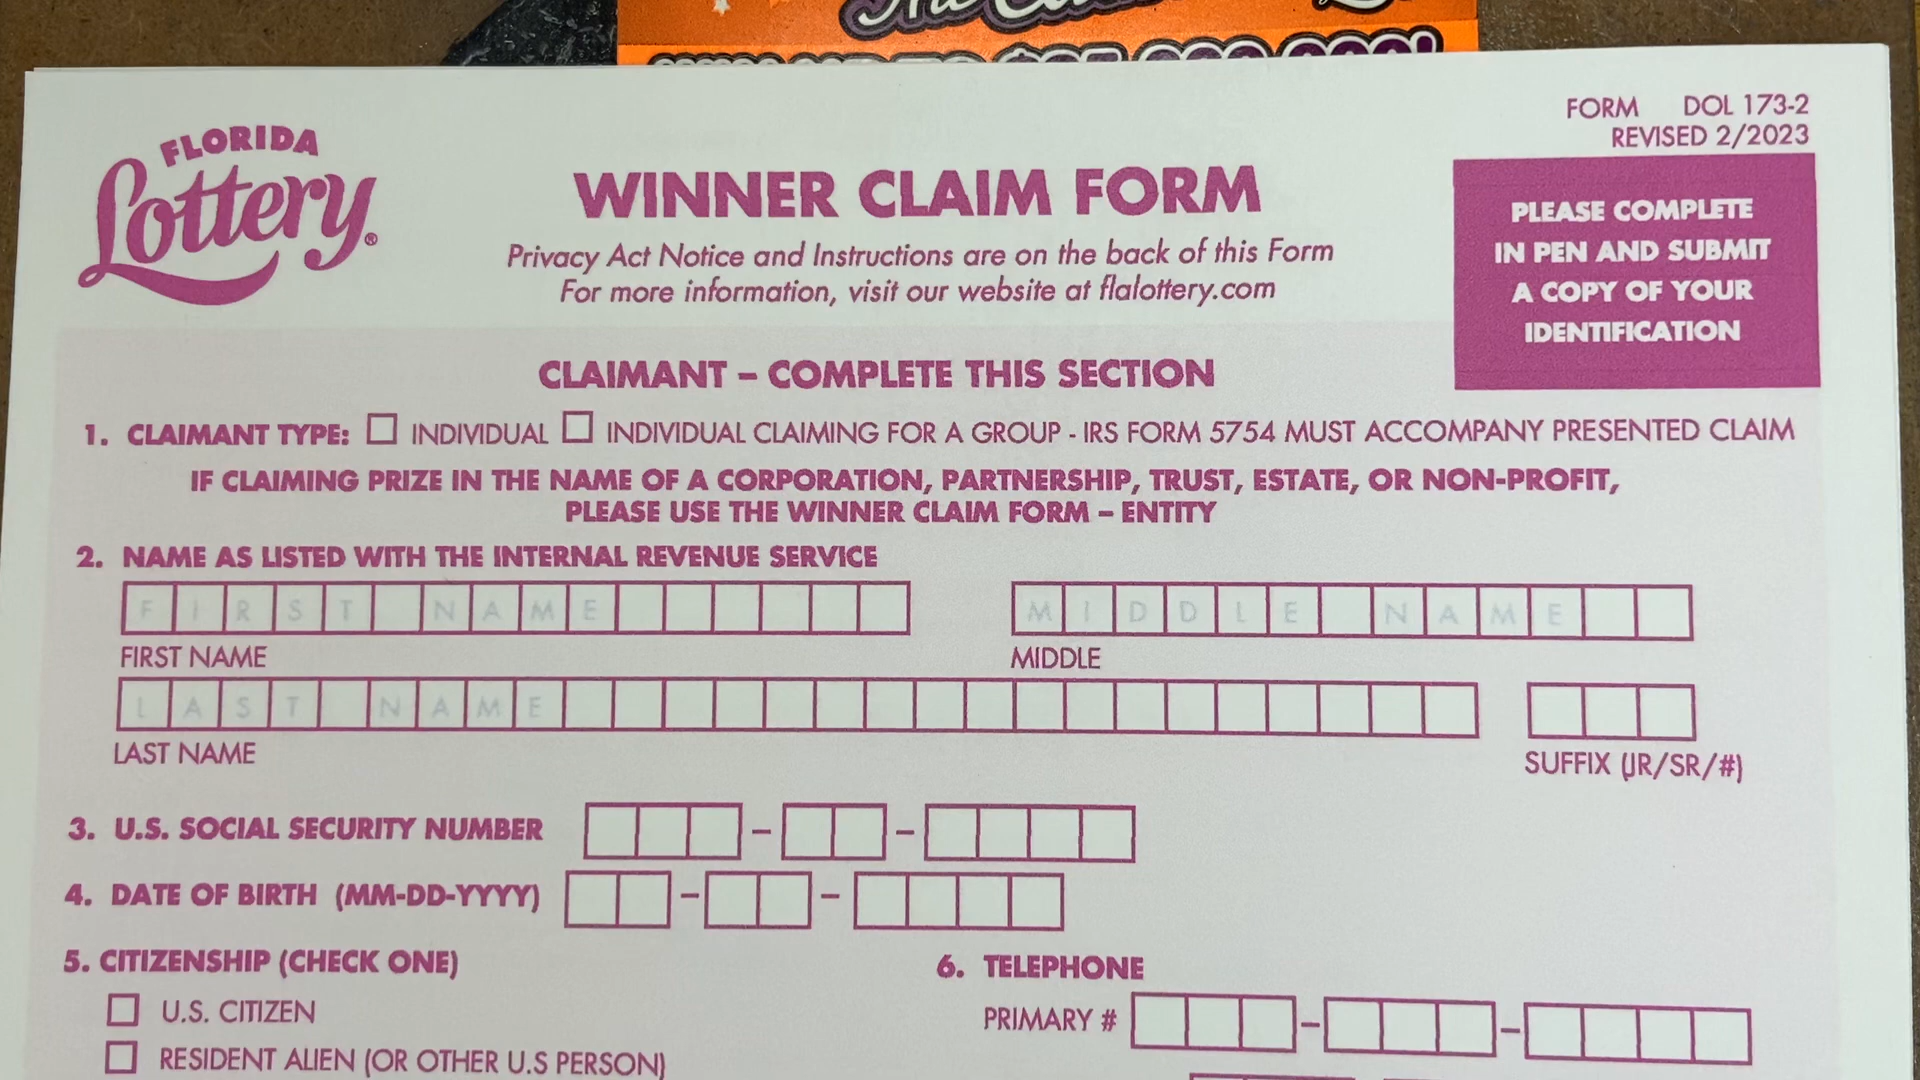 FORM DOL 173-2
REVISED 2/2023
FLORIDA
Lottery®
WINNER CLAIM FORM
Privacy Act Notice and Instructions are on the back of this Form
For more information, visit our website at flalottery.com
PLEASE COMPLETE
IN PEN AND SUBMIT
A COPY OF YOUR
IDENTIFICATION
CLAIMANT – COMPLETE THIS SECTION
1. CLAIMANT TYPE: INDIVIDUAL INDIVIDUAL CLAIMING FOR A GROUP - IRS FORM 5754 MUST ACCOMPANY PRESENTED CLAIM
IF CLAIMING PRIZE IN THE NAME OF A CORPORATION, PARTNERSHIP, TRUST, ESTATE, OR NON-PROFIT,
PLEASE USE THE WINNER CLAIM FORM – ENTITY
2. NAME AS LISTED WITH THE INTERNAL REVENUE SERVICE
FIRST NAME MIDDLE NAME
FIRST NAME MIDDLE
LAST NAME
LAST NAME SUFFIX (JR/SR/#)
3. U.S. SOCIAL SECURITY NUMBER – –
4. DATE OF BIRTH (MM-DD-YYYY) – –
5. CITIZENSHIP (CHECK ONE)
U.S. CITIZEN
RESIDENT ALIEN (OR OTHER U.S PERSON)
6. TELEPHONE
PRIMARY # – –